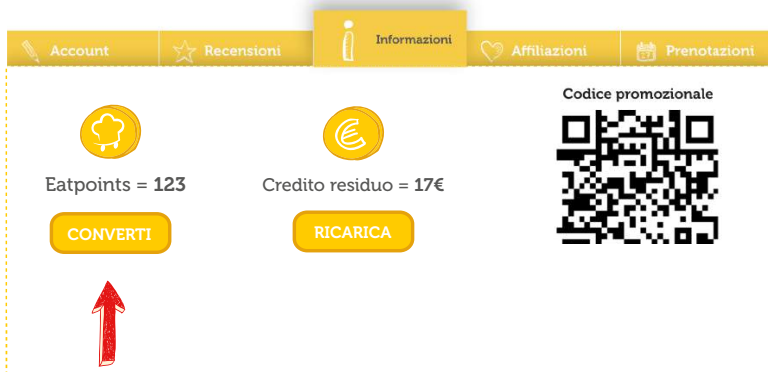 Account
Recensioni
Informazioni
Affiliazioni
Prenotazioni
Codice promozionale
Eatpoints = 123
Credito residuo = 17€
CONVERTI
RICARICA